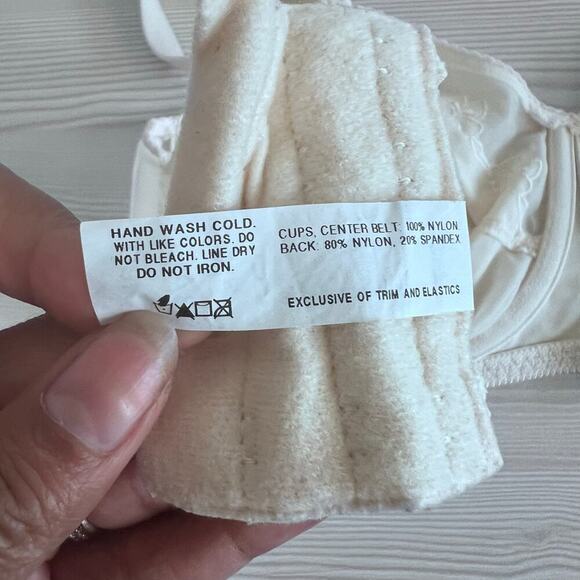 HAND WASH COLD.
WITH LIKE COLORS. DO
NOT BLEACH. LINE DRY
DO NOT IRON.
CUPS, CENTER BELT: 100% NYLON
BACK: 80% NYLON, 20% SPANDEX
EXCLUSIVE OF TRIM AND ELASTICS